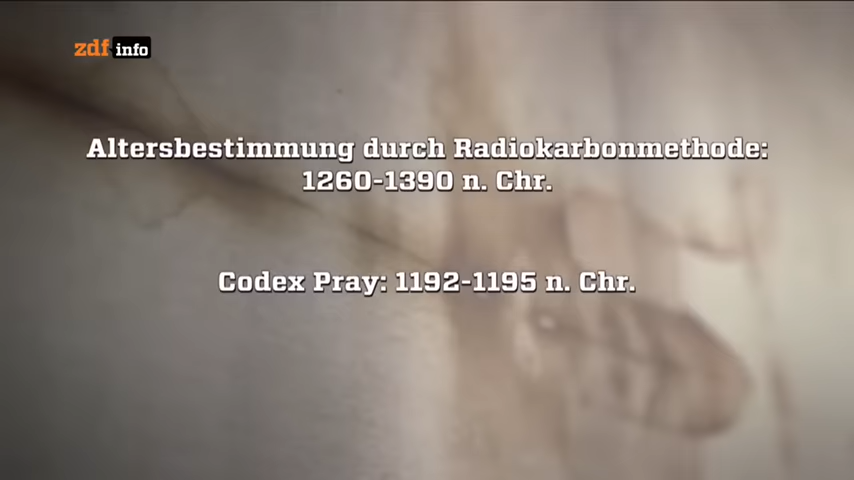 zdf info
Altersbestimmung durch Radiokarbonmethode:
1260-1390 n. Chr.
Codex Pray: 1192-1195 n. Chr.